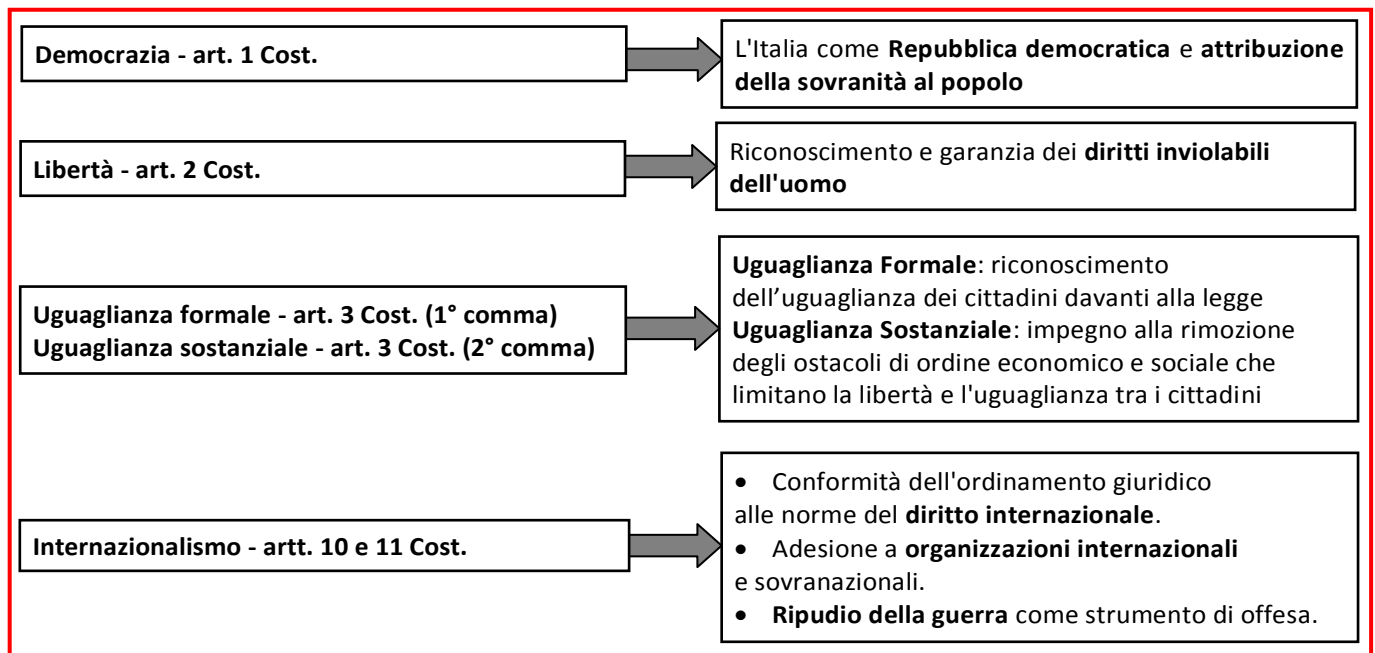 Democrazia - art. 1 Cost.
L'Italia come Repubblica democratica e attribuzione
della sovranità al popolo
Libertà - art. 2 Cost.
Riconoscimento e garanzia dei diritti inviolabili
dell'uomo
Uguaglianza formale - art. 3 Cost. (1° comma)
Uguaglianza sostanziale - art. 3 Cost. (2° comma)
Uguaglianza Formale: riconoscimento
dell’uguaglianza dei cittadini davanti alla legge
Uguaglianza Sostanziale: impegno alla rimozione
degli ostacoli di ordine economico e sociale che
limitano la libertà e l'uguaglianza tra i cittadini
Internazionalismo - artt. 10 e 11 Cost.
• Conformità dell'ordinamento giuridico
alle norme del diritto internazionale.
• Adesione a organizzazioni internazionali
e sovranazionali.
• Ripudio della guerra come strumento di offesa.